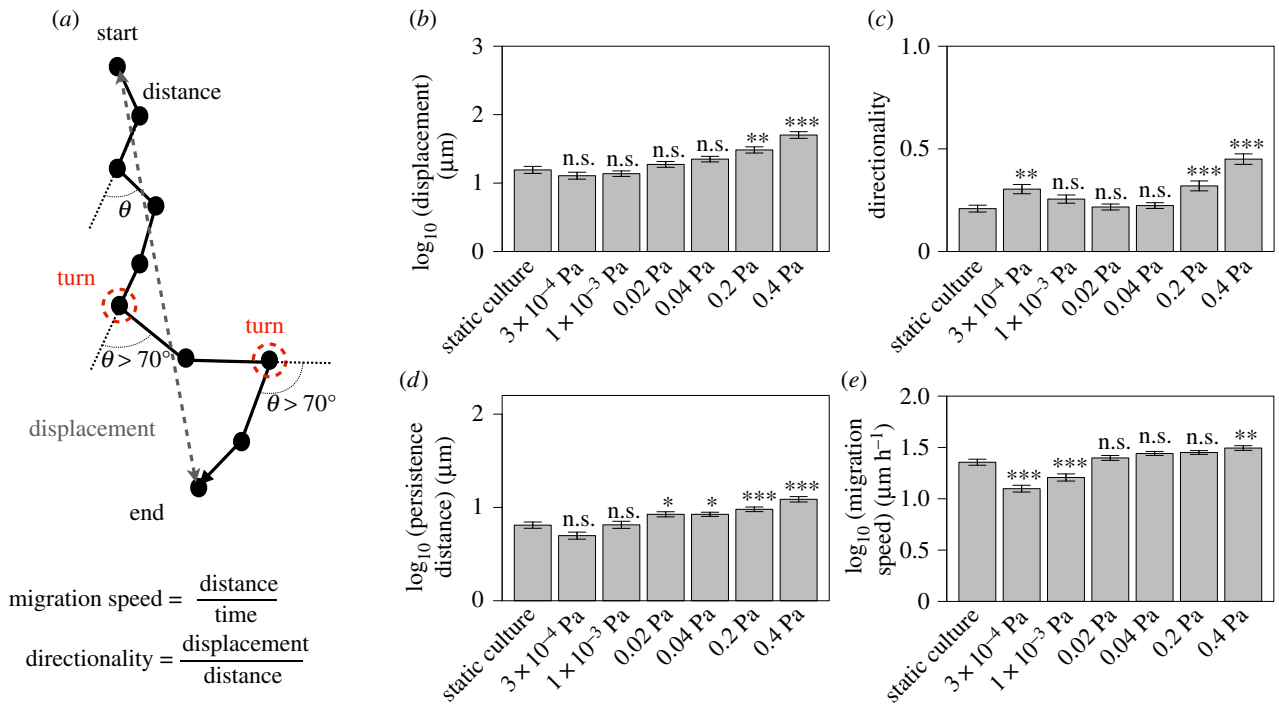 (a)
start
distance
θ
turn
θ > 70°
turn
θ > 70°
displacement
end
migration speed = distance
time
directionality = displacement
distance
(b)
3
2
1
0
log10 (displacement)
(μm)
n.s.
n.s.
n.s.
n.s.
**
***
static culture
3 × 10⁻⁴ Pa
1 × 10⁻³ Pa
0.02 Pa
0.04 Pa
0.2 Pa
0.4 Pa
(c)
1.0
0.5
0
directionality
**
n.s.
n.s.
n.s.
***
***
static culture
3 × 10⁻⁴ Pa
1 × 10⁻³ Pa
0.02 Pa
0.04 Pa
0.2 Pa
0.4 Pa
(d)
2
1
0
log10 (persistence
distance) (μm)
n.s.
n.s.
*
*
***
***
static culture
3 × 10⁻⁴ Pa
1 × 10⁻³ Pa
0.02 Pa
0.04 Pa
0.2 Pa
0.4 Pa
(e)
2.0
1.5
1.0
0.5
0
log10 (migration
speed) (μm h⁻¹)
***
***
n.s.
n.s.
n.s.
**
static culture
3 × 10⁻⁴ Pa
1 × 10⁻³ Pa
0.02 Pa
0.04 Pa
0.2 Pa
0.4 Pa